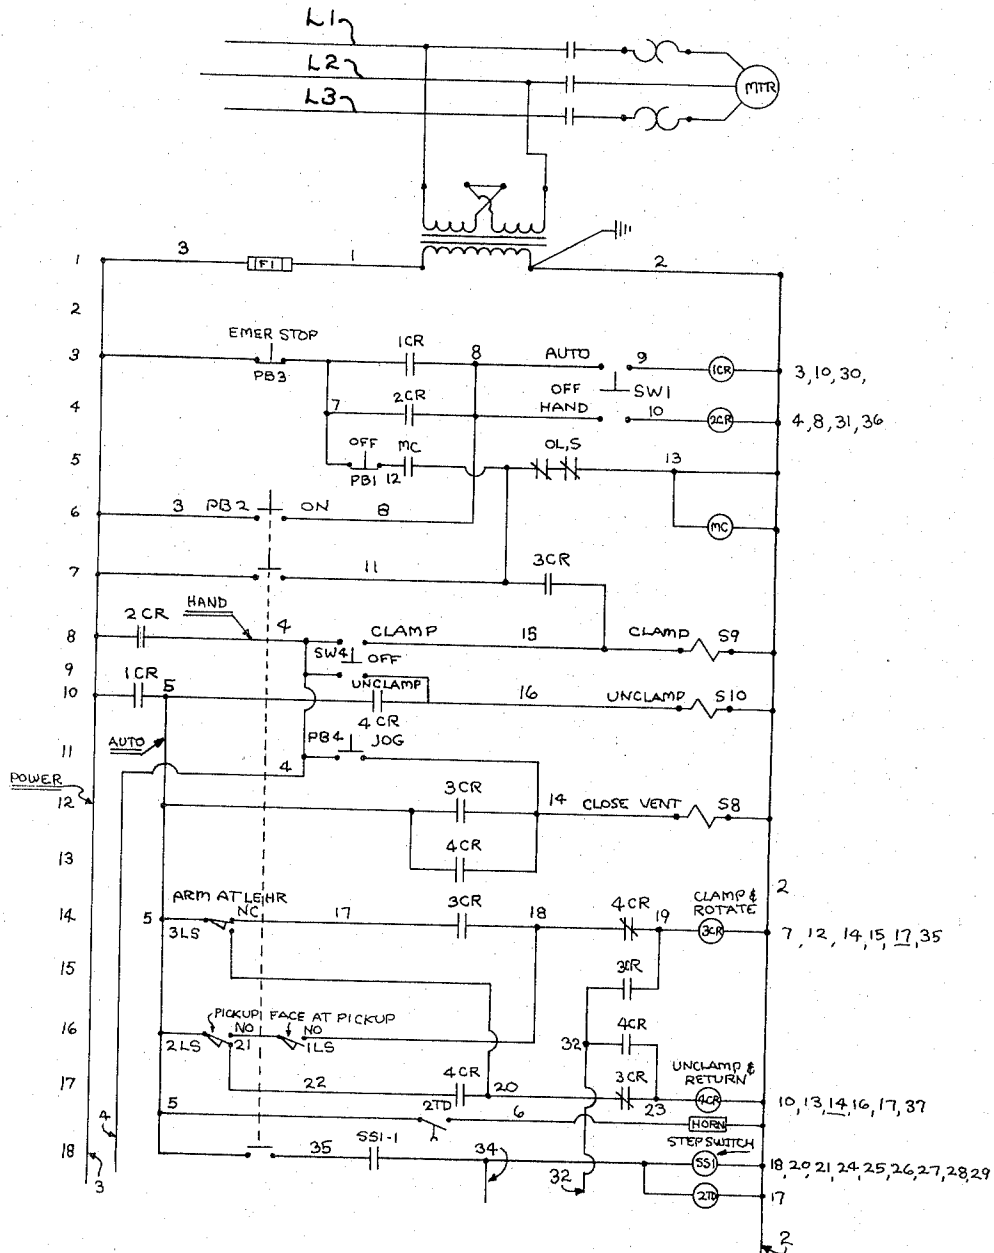 L1
L2
L3
MTR
1 3 F1 1 2
2
EMER STOP
3 1CR 8 AUTO 9 1CR 3,10,30,
PB3
OFF SW1
4 7 2CR HAND 10 2CR 4,8,31,36
5 OFF MC OL,S 13
PB1 12
6 3 PB2 ON 8 MC
7 11 3CR
HAND
8 2CR 4 CLAMP 15 CLAMP S9
9 SW4 OFF
10 1CR 5 UNCLAMP 16 UNCLAMP S10
4CR
11 AUTO PB4 JOG
4
POWER
12 3CR 14 CLOSE VENT S8
13 4CR
2
ARM AT LEHR CLAMP &
ROTATE
14 5 NC 17 3CR 18 4CR 19 3CR 7,12,14,15,17,35
3LS
15 3CR
PICKUP FACE AT PICKUP
16 NO NO 4CR
2LS 21 1LS 32
UNCLAMP &
RETURN
17 22 4CR 20 3CR 23 4CR 10,13,14,16,17,37
5 2TD 6 HORN
4 STEP SWITCH
18 35 SS1-1 34 SS1 18,20,21,24,25,26,27,28,29
3 32 2TD 17
2